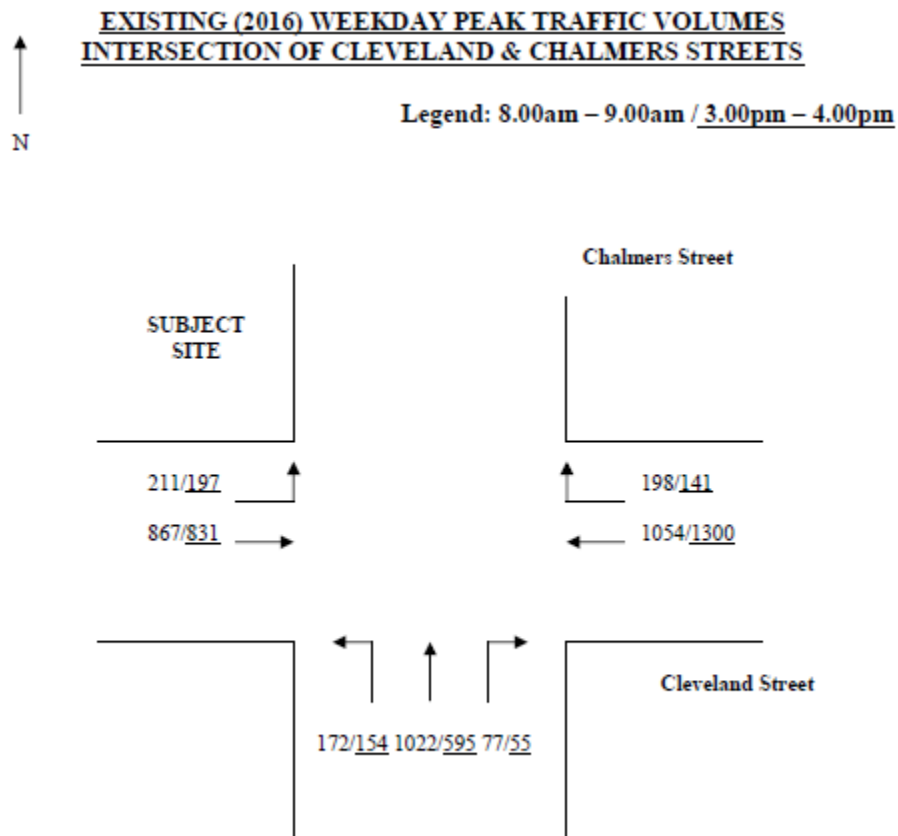 EXISTING (2016) WEEKDAY PEAK TRAFFIC VOLUMES
INTERSECTION OF CLEVELAND & CHALMERS STREETS
Legend: 8.00am – 9.00am / 3.00pm – 4.00pm
N
Chalmers Street
SUBJECT
SITE
211/197
198/141
867/831
1054/1300
Cleveland Street
172/154 1022/595 77/55